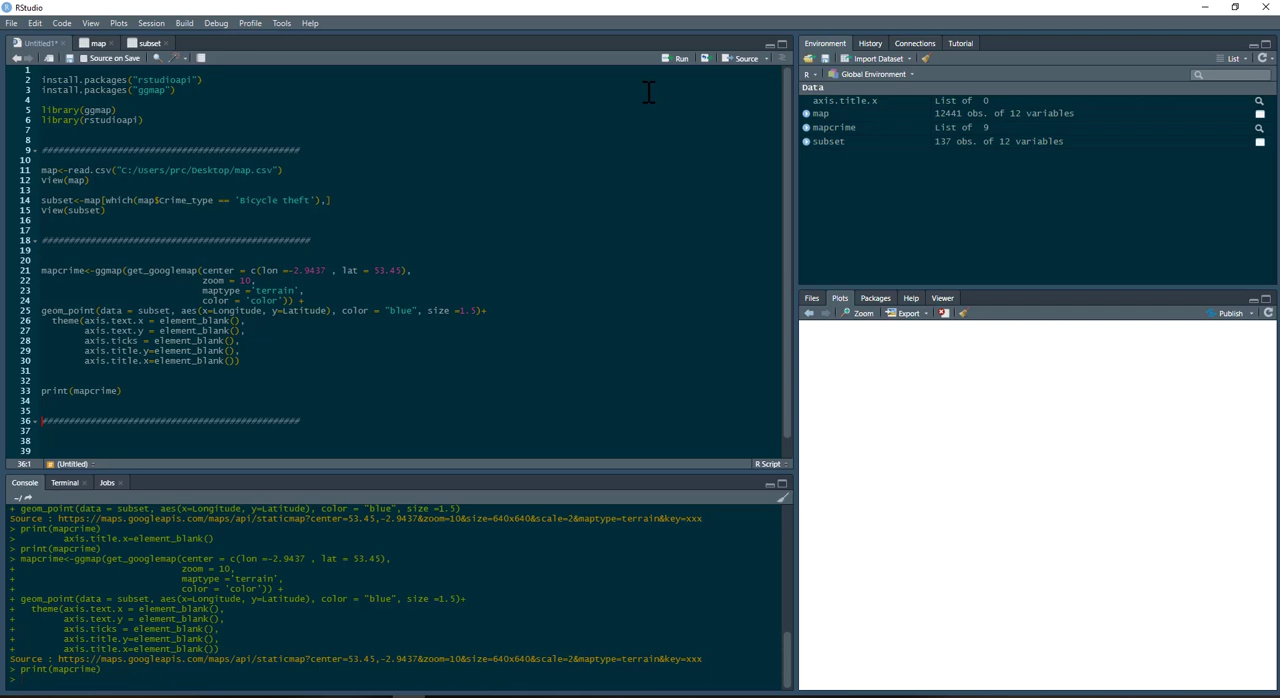 RStudio
File Edit Code View Plots Session Build Debug Profile Tools Help
Untitled1* × map × subset ×
Source on Save Run Source
1
2 install.packages("rstudioapi")
3 install.packages("ggmap")
4
5 library(ggmap)
6 library(rstudioapi)
7
8
9 ################################################
10
11 map<-read.csv("C:/Users/prc/Desktop/map.csv")
12 View(map)
13
14 subset<-map[which(map$Crime_type == 'Bicycle theft'),]
15 View(subset)
16
17
18 ##################################################
19
20
21 mapcrime<-ggmap(get_googlemap(center = c(lon =-2.9437 , lat = 53.45),
22 zoom = 10,
23 maptype ='terrain',
24 color = 'color')) +
25 geom_point(data = subset, aes(x=Longitude, y=Latitude), color = "blue", size =1.5)+
26 theme(axis.text.x = element_blank(),
27 axis.text.y = element_blank(),
28 axis.ticks = element_blank(),
29 axis.title.y=element_blank(),
30 axis.title.x=element_blank())
31
32
33 print(mapcrime)
34
35
36 ################################################
37
38
39
36:1 (Untitled) R Script
Console Terminal × Jobs ×
~/
+ geom_point(data = subset, aes(x=Longitude, y=Latitude), color = "blue", size =1.5)
Source : https://maps.googleapis.com/maps/api/staticmap?center=53.45,-2.9437&zoom=10&size=640x640&scale=2&maptype=terrain&key=xxx
> print(mapcrime)
> axis.title.x=element_blank()
> print(mapcrime)
> mapcrime<-ggmap(get_googlemap(center = c(lon =-2.9437 , lat = 53.45),
+ zoom = 10,
+ maptype ='terrain',
+ color = 'color')) +
+ geom_point(data = subset, aes(x=Longitude, y=Latitude), color = "blue", size =1.5)+
+ theme(axis.text.x = element_blank(),
+ axis.text.y = element_blank(),
+ axis.ticks = element_blank(),
+ axis.title.y=element_blank(),
+ axis.title.x=element_blank())
Source : https://maps.googleapis.com/maps/api/staticmap?center=53.45,-2.9437&zoom=10&size=640x640&scale=2&maptype=terrain&key=xxx
> print(mapcrime)
>
Environment History Connections Tutorial
Import Dataset List
R Global Environment
Data
axis.title.x List of 0
map 12441 obs. of 12 variables
mapcrime List of 9
subset 137 obs. of 12 variables
Files Plots Packages Help Viewer
Zoom Export Publish